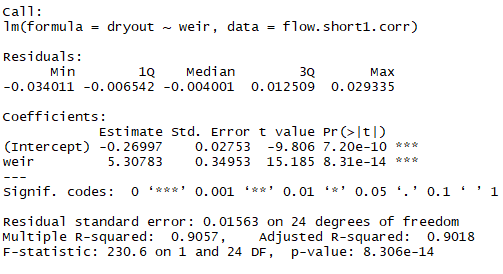 Call:
lm(formula = dryout ~ weir, data = flow.short1.corr)
Residuals:
Min 1Q Median 3Q Max
-0.034011 -0.006542 -0.004001 0.012509 0.029335
Coefficients:
Estimate Std. Error t value Pr(>|t|)
(Intercept) -0.26997 0.02753 -9.806 7.20e-10 ***
weir 5.30783 0.34953 15.185 8.31e-14 ***
---
Signif. codes: 0 ‘***’ 0.001 ‘**’ 0.01 ‘*’ 0.05 ‘.’ 0.1 ‘ ’ 1
Residual standard error: 0.01563 on 24 degrees of freedom
Multiple R-squared: 0.9057, Adjusted R-squared: 0.9018
F-statistic: 230.6 on 1 and 24 DF, p-value: 8.306e-14